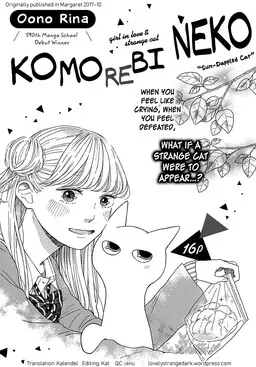 Originally published in Margaret 2017-10
Oono Rina
590th Manga School
Debut Winner
girl in love &
strange cat
KOMOREBI NEKO
"Sun-Dappled Cat"
WHEN YOU
FEEL LIKE
CRYING, WHEN
YOU FEEL
DEFEATED,
WHAT IF A
STRANGE CAT
WERE TO
APPEAR...?
16p
Translation: Kalendel Editing: Kat QC: ianu lovelystrangedark.wordpress.com